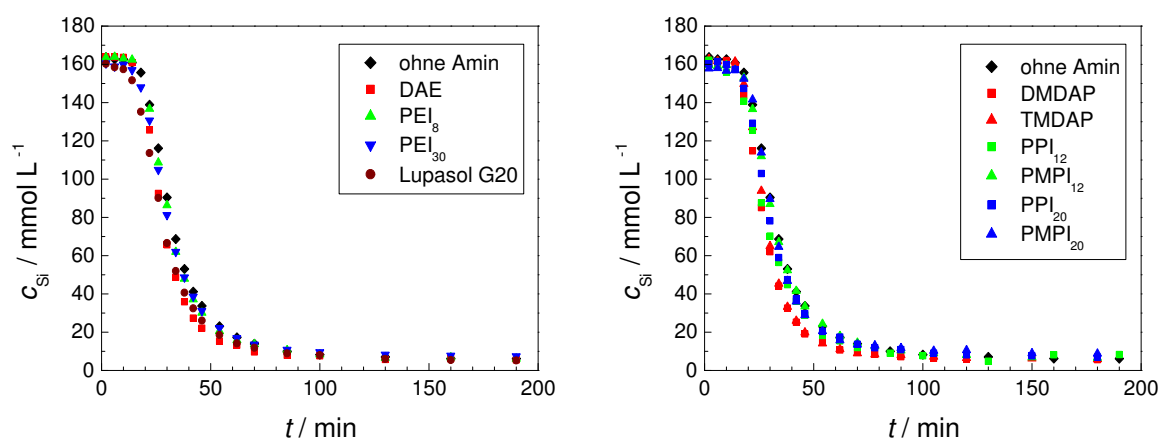 180
160
140
120
100
80
60
40
20
0
c_Si / mmol L⁻¹
0 50 100 150 200
t / min
ohne Amin
DAE
PEI₈
PEI₃₀
Lupasol G20
180
160
140
120
100
80
60
40
20
0
c_Si / mmol L⁻¹
0 50 100 150 200
t / min
ohne Amin
DMDAP
TMDAP
PPI₁₂
PMPI₁₂
PPI₂₀
PMPI₂₀